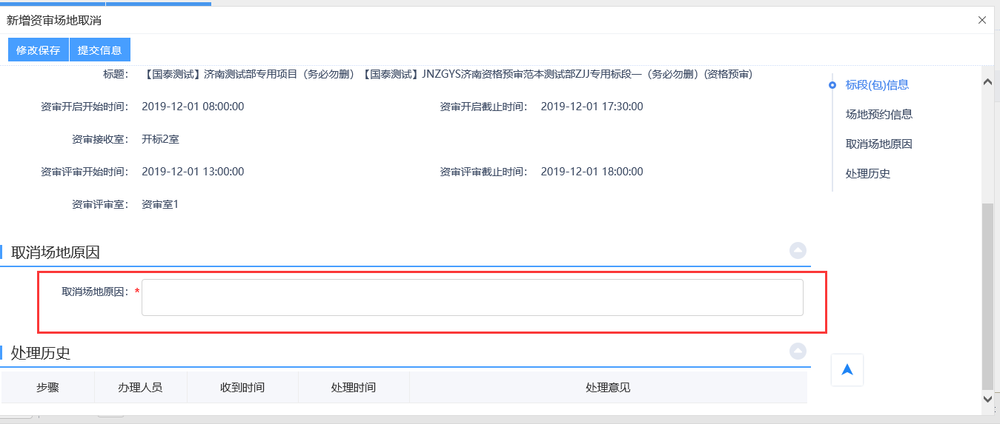 新增资审场地取消
修改保存 提交信息
标题： 【国泰测试】济南测试部专用项目（务必勿删）【国泰测试】JNZGYS济南资格预审范本测试部ZJJ专用标段一（务必勿删）(资格预审)
资审开启开始时间： 2019-12-01 08:00:00 资审开启截止时间： 2019-12-01 17:30:00
资审接收室： 开标2室
资审评审开始时间： 2019-12-01 13:00:00 资审评审截止时间： 2019-12-01 18:00:00
资审评审室： 资审室1
标段(包)信息
场地预约信息
取消场地原因
处理历史
取消场地原因
取消场地原因：*
处理历史
步骤 办理人员 收到时间 处理时间 处理意见